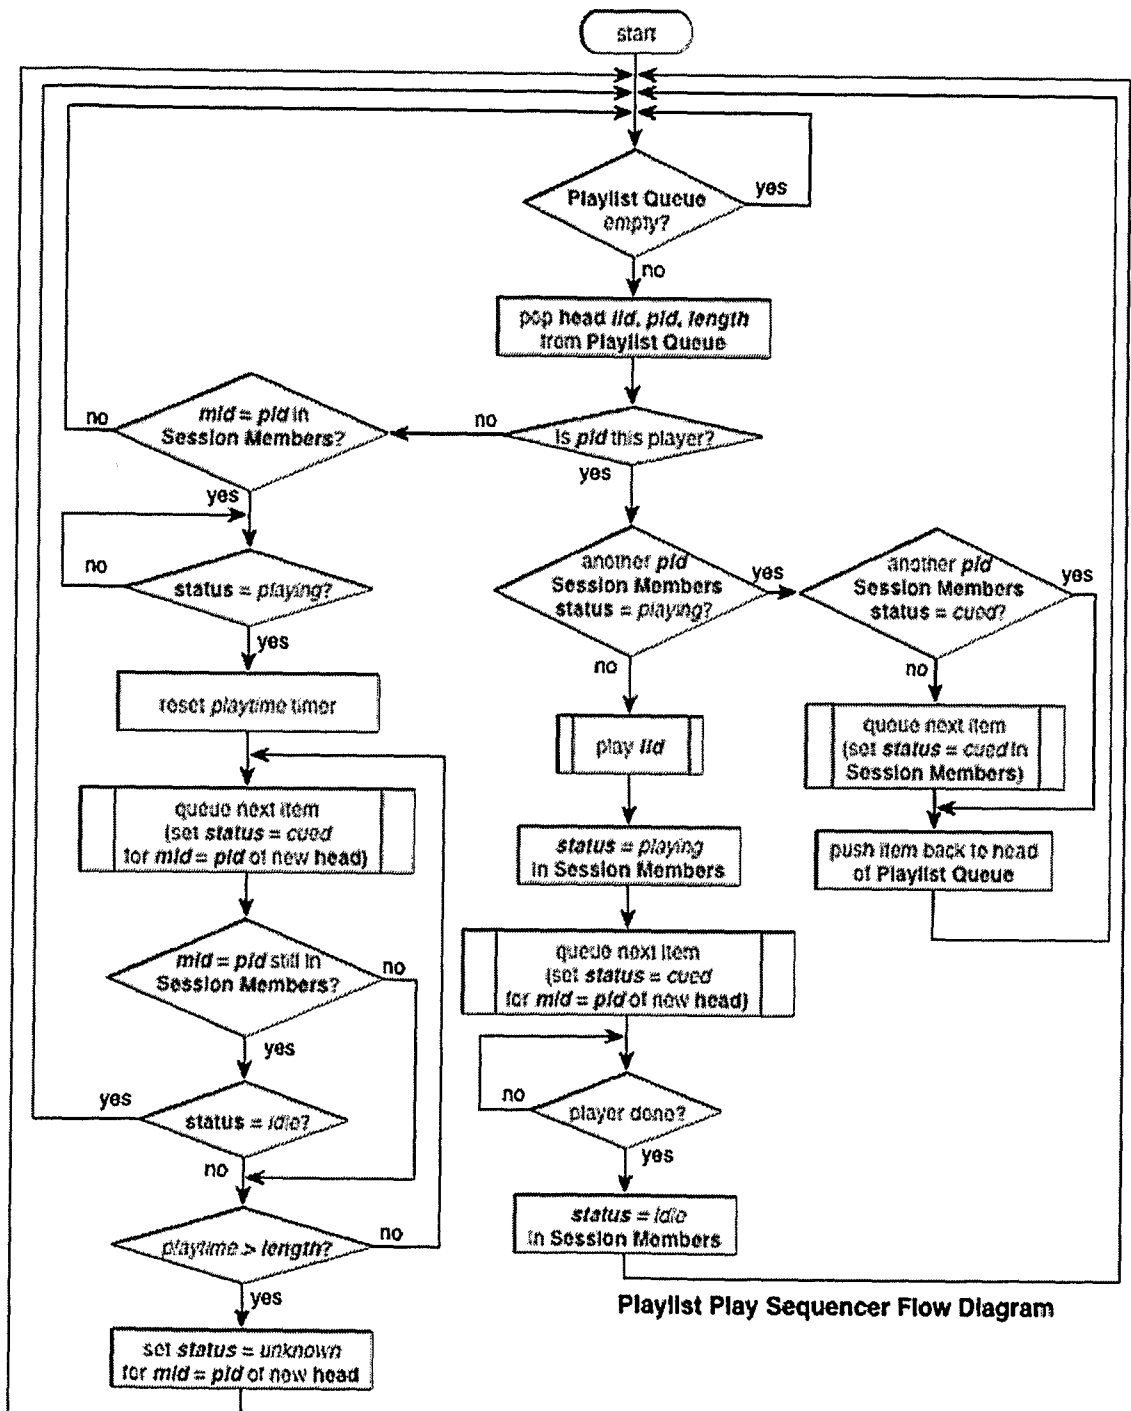 start
Playlist Queue
empty?
yes
no
pop head iid, pid, length
from Playlist Queue
is pid this player?
no
yes
mid = pid in
Session Members?
no
yes
status = playing?
no
yes
reset playtime timer
queue next item
(set status = cued
for mid = pid of new head)
mid = pid still in
Session Members?
no
yes
status = idle?
yes
no
playtime > length?
no
yes
set status = unknown
for mid = pid of new head
another pid
Session Members
status = playing?
yes
no
play iid
status = playing
in Session Members
queue next item
(set status = cued
for mid = pid of new head)
player done?
no
yes
status = idle
in Session Members
another pid
Session Members
status = cued?
yes
no
queue next item
(set status = cued in
Session Members)
push item back to head
of Playlist Queue
Playlist Play Sequencer Flow Diagram